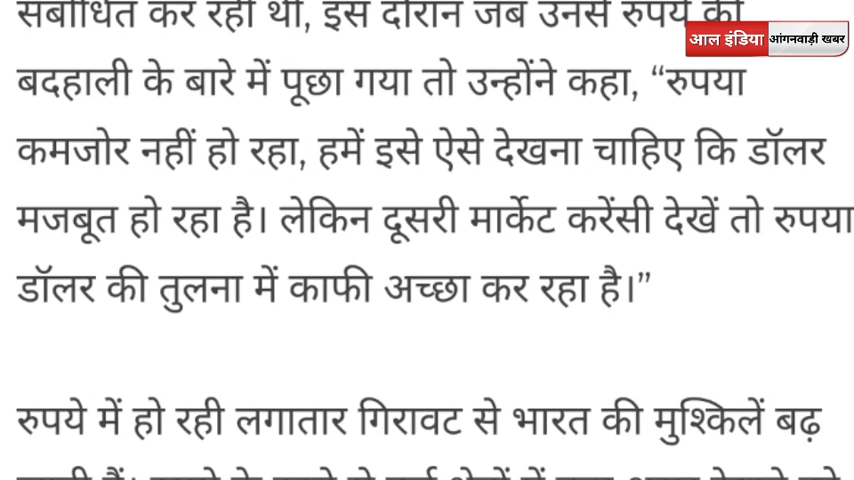 संबोधित कर रही थीं, इस दौरान जब उनसे रुपये की
आल इंडिया आंगनवाड़ी खबर
बदहाली के बारे में पूछा गया तो उन्होंने कहा, “रुपया
कमजोर नहीं हो रहा, हमें इसे ऐसे देखना चाहिए कि डॉलर
मजबूत हो रहा है। लेकिन दूसरी मार्केट करेंसी देखें तो रुपया
डॉलर की तुलना में काफी अच्छा कर रहा है।”
रुपये में हो रही लगातार गिरावट से भारत की मुश्किलें बढ़